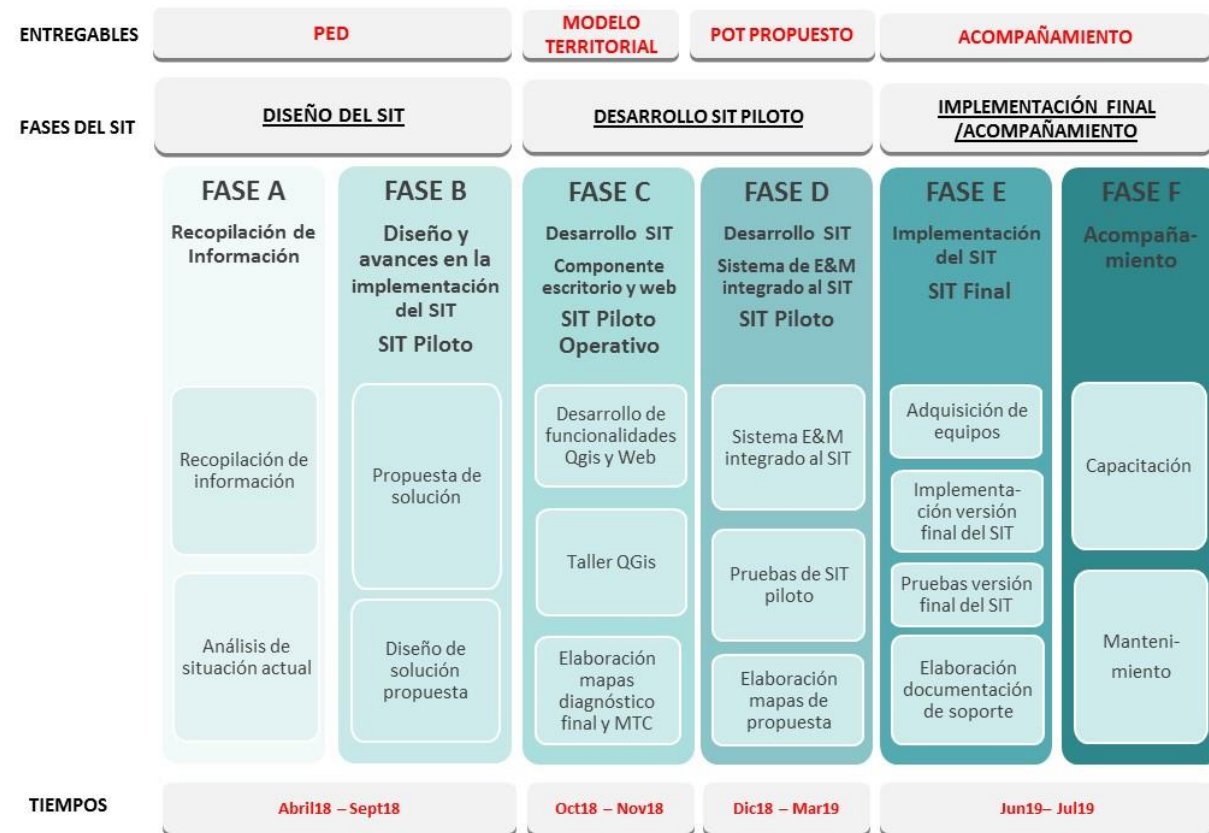 ENTREGABLES
PED
MODELO
TERRITORIAL
POT PROPUESTO
ACOMPAÑAMIENTO
FASES DEL SIT
DISEÑO DEL SIT
DESARROLLO SIT PILOTO
IMPLEMENTACIÓN FINAL
/ACOMPAÑAMIENTO
FASE A
Recopilación de
Información
Recopilación de
información
Análisis de
situación actual
FASE B
Diseño y
avances en la
implementación
del SIT
SIT Piloto
Propuesta de
solución
Diseño de
solución
propuesta
FASE C
Desarrollo SIT
Componente
escritorio y web
SIT Piloto
Operativo
Desarrollo de
funcionalidades
Qgis y Web
Taller QGis
Elaboración
mapas
diagnóstico
final y MTC
FASE D
Desarrollo SIT
Sistema de E&M
integrado al SIT
SIT Piloto
Sistema E&M
integrado al SIT
Pruebas de SIT
piloto
Elaboración
mapas de
propuesta
FASE E
Implementación
del SIT
SIT Final
Adquisición de
equipos
Implementa-
ción versión
final del SIT
Pruebas versión
final del SIT
Elaboración
documentación
de soporte
FASE F
Acompaña-
miento
Capacitación
Manteni-
miento
TIEMPOS
Abril18 – Sept18
Oct18 – Nov18
Dic18 – Mar19
Jun19– Jul19